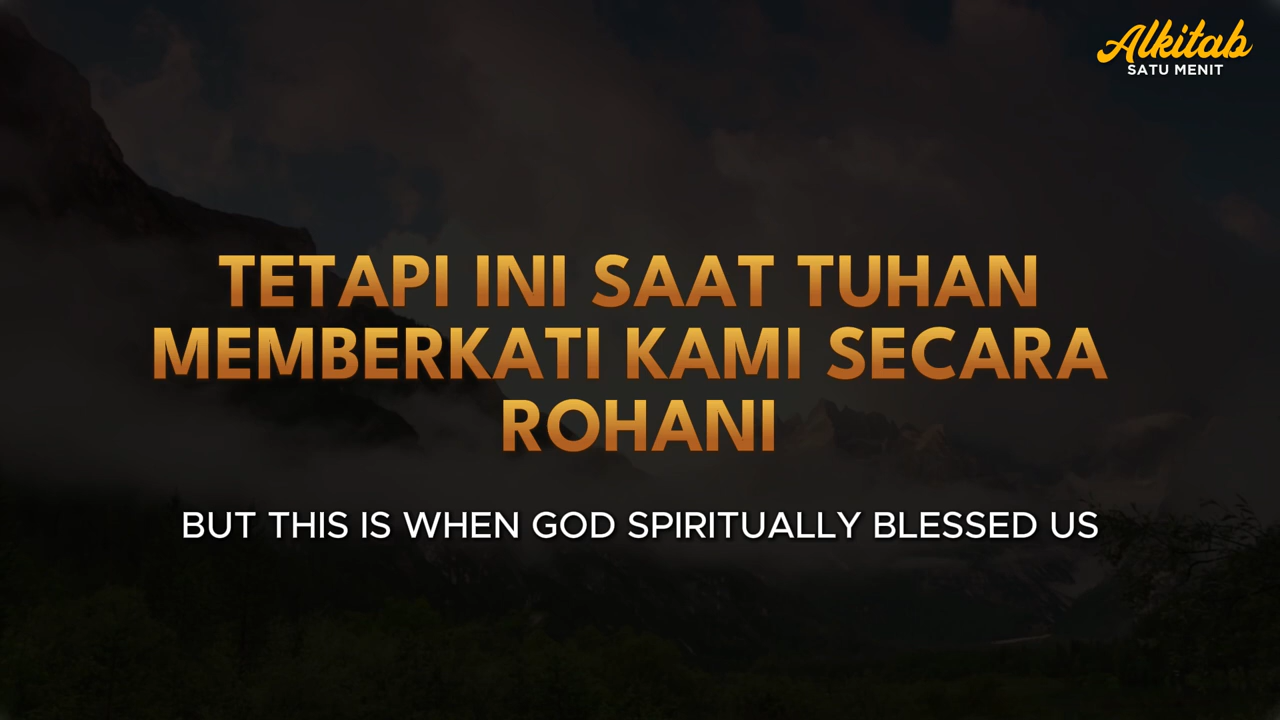 Alkitab
SATU MENIT
TETAPI INI SAAT TUHAN
MEMBERKATI KAMI SECARA
ROHANI
BUT THIS IS WHEN GOD SPIRITUALLY BLESSED US